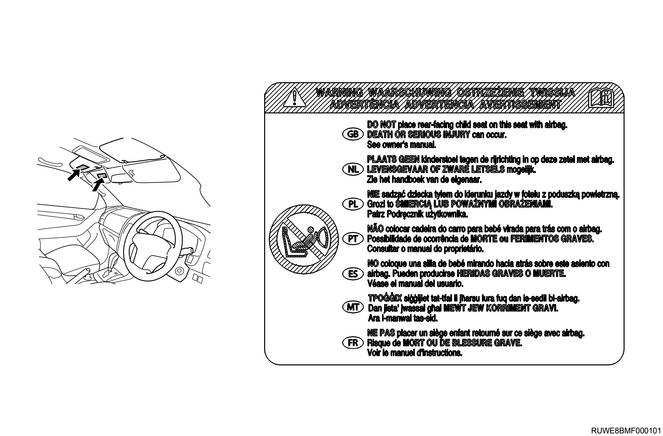 WARNING WAARSCHUWING OSTRZEŻENIE TWISSIJA
ADVERTÊNCIA ADVERTENCIA AVERTISSEMENT
GB DO NOT place rear-facing child seat on this seat with airbag.
DEATH OR SERIOUS INJURY can occur.
See owner's manual.
NL PLAATS GEEN kinderstoel tegen de rijrichting in op deze zetel met airbag.
LEVENSGEVAAR OF ZWARE LETSELS mogelijk.
Zie het handboek van de eigenaar.
PL NIE sadzać dziecka tyłem do kierunku jazdy w fotelu z poduszką powietrzną.
Grozi to ŚMIERCIĄ LUB POWAŻNYMI OBRAŻENIAMI.
Patrz Podręcznik użytkownika.
PT NÃO colocar cadeira do carro para bebé virada para trás com o airbag.
Possibilidade de ocorrência de MORTE ou FERIMENTOS GRAVES.
Consultar o manual do proprietário.
ES NO coloque una silla de bebé mirando hacia atrás sobre este asiento con
airbag. Pueden producirse HERIDAS GRAVES O MUERTE.
Véase el manual del usuario.
MT TPOĠĠIX siġġijiet tat-tfal li jħarsu lura fuq dan is-sedil bl-airbag.
Dan jista' jwassal għal MEWT JEW KORRIMENT GRAVI.
Ara l-manwal tas-sid.
FR NE PAS placer un siège enfant retourné sur ce siège avec airbag.
Risque de MORT OU DE BLESSURE GRAVE.
Voir le manuel d'instructions.
RUWE8BMF000101